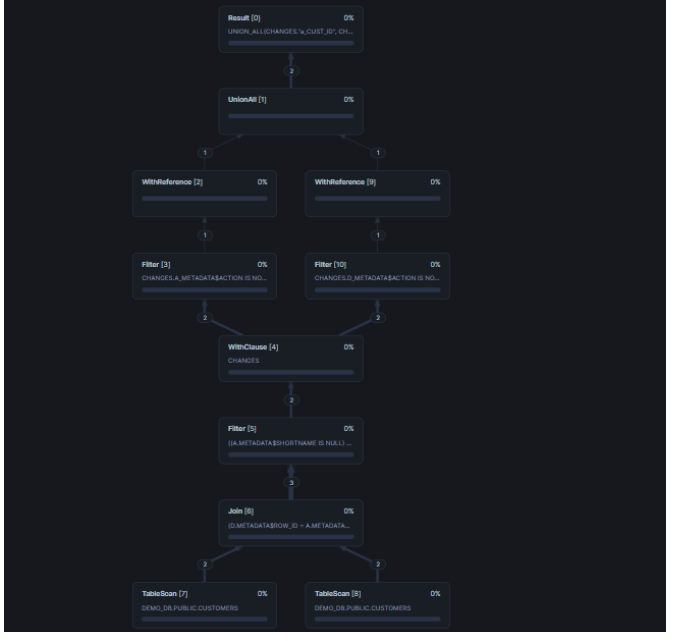 Result [0] 0%
UNION_ALL(CHANGES."a_CUST_ID", CH...
2
UnionAll [1] 0%
1 1
WithReference [2] 0% WithReference [9] 0%
1 1
Filter [3] 0% Filter [10] 0%
CHANGES.A_METADATA$ACTION IS NO... CHANGES.D_METADATA$ACTION IS NO...
2 2
WithClause [4] 0%
CHANGES
2
Filter [5] 0%
((A.METADATA$SHORTNAME IS NULL) ...
3
Join [6] 0%
(D.METADATA$ROW_ID = A.METADATA...
2 2
TableScan [7] 0% TableScan [8] 0%
DEMO_DB.PUBLIC.CUSTOMERS DEMO_DB.PUBLIC.CUSTOMERS